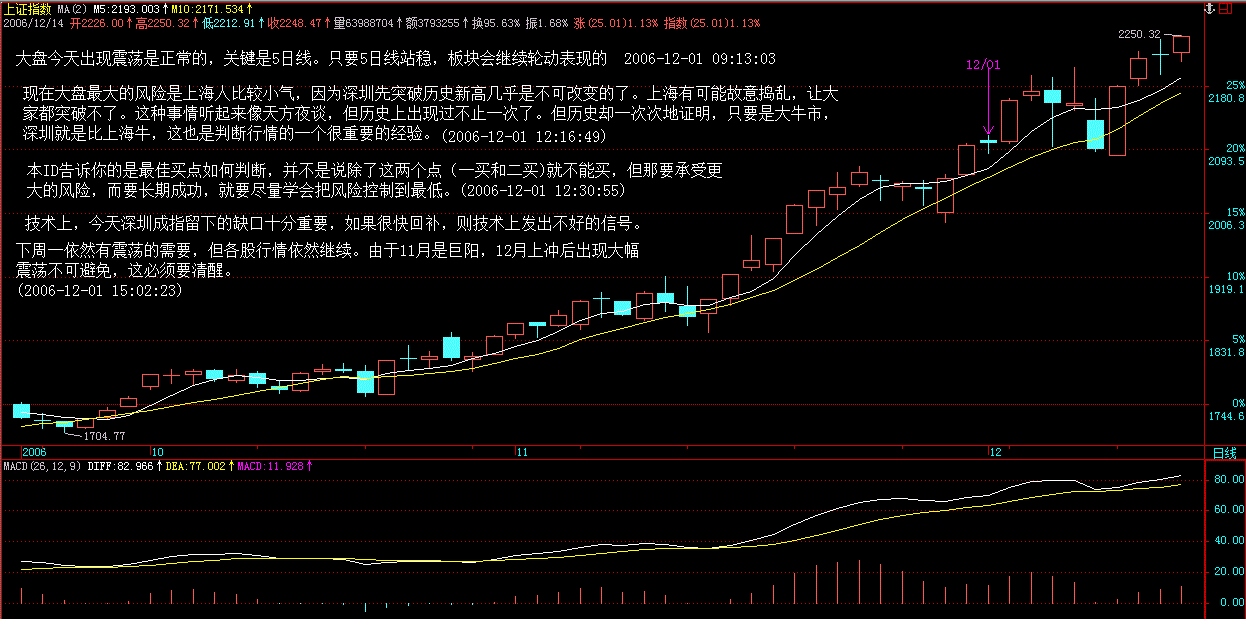 上证指数 MA(2) M5:2193.003↑M10:2171.534↑
2006/12/14 开2226.00↑高2250.32↑低2212.91↑收2248.47↑量63988704↑额3793255↑换95.63% 振1.68% 涨(25.01)1.13% 指数(25.01)1.13%
2250.32
大盘今天出现震荡是正常的，关键是5日线。只要5日线站稳，板块会继续轮动表现的 2006-12-01 09:13:03
12/01
现在大盘最大的风险是上海人比较小气，因为深圳先突破历史新高几乎是不可改变的了。上海有可能故意捣乱，让大
家都突破不了。这种事情听起来像天方夜谈，但历史上出现过不止一次了。但历史却一次次地证明，只要是大牛市，
深圳就是比上海牛，这也是判断行情的一个很重要的经验。(2006-12-01 12:16:49)
本ID告诉你的是最佳买点如何判断，并不是说除了这两个点（一买和二买)就不能买，但那要承受更
大的风险，而要长期成功，就要尽量学会把风险控制到最低。(2006-12-01 12:30:55)
技术上，今天深圳成指留下的缺口十分重要，如果很快回补，则技术上发出不好的信号。
下周一依然有震荡的需要，但各股行情依然继续。由于11月是巨阳，12月上冲后出现大幅
震荡不可避免，这必须要清醒。
(2006-12-01 15:02:23)
25%
2180.8
20%
2093.5
15%
2006.3
10%
1919.1
5%
1831.8
0%
1744.6
1704.77
2006
10
11
12
日线
MACD(26,12,9) DIFF:82.966↑DEA:77.002↑MACD:11.928↑
80.00
60.00
40.00
20.00
0.00